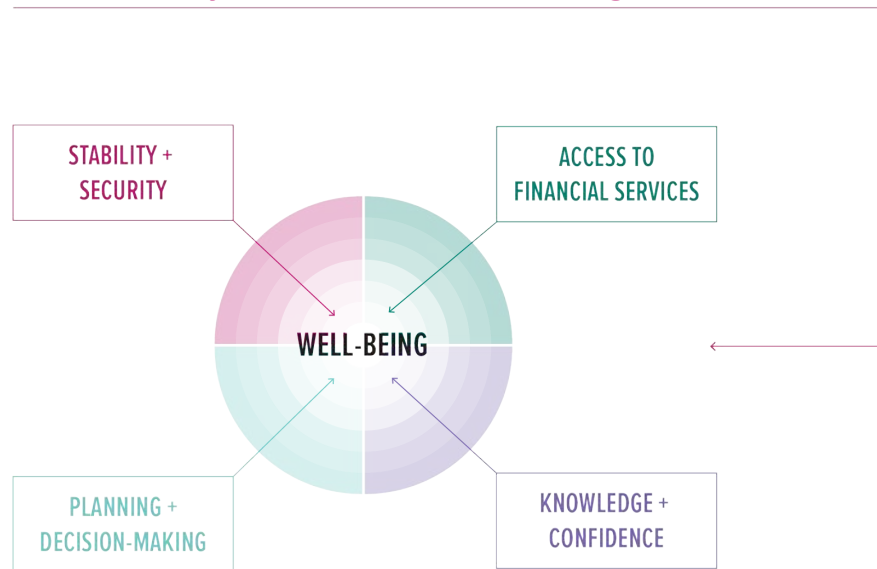 STABILITY +
SECURITY
ACCESS TO
FINANCIAL SERVICES
WELL-BEING
PLANNING +
DECISION-MAKING
KNOWLEDGE +
CONFIDENCE